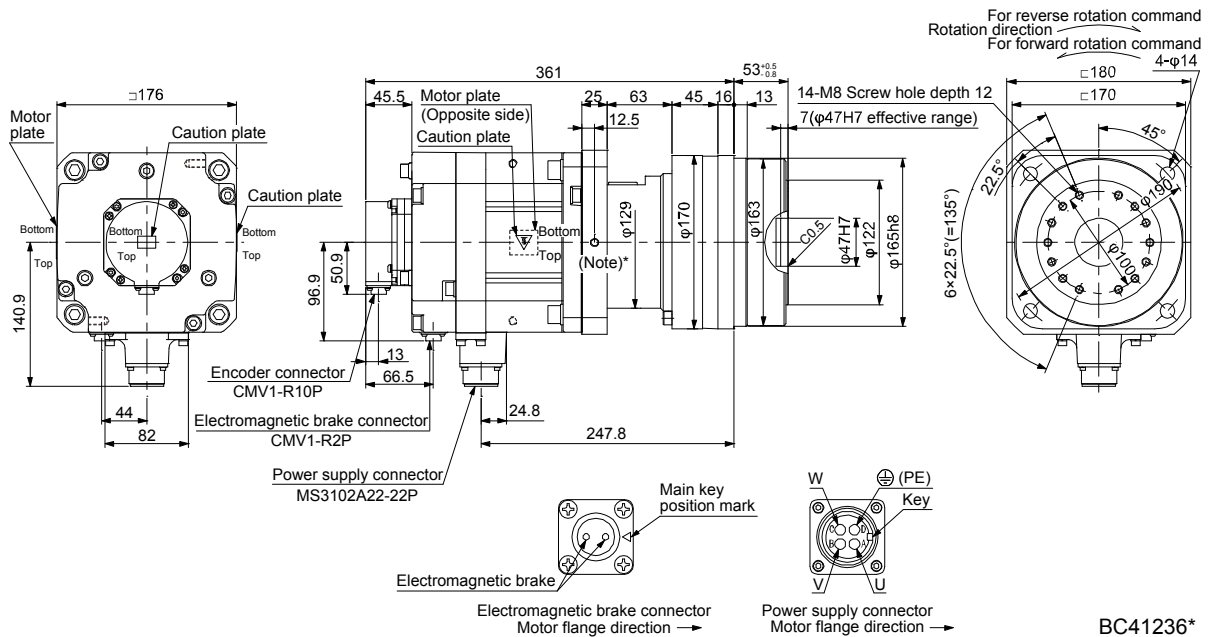 For reverse rotation command
Rotation direction
For forward rotation command
4-φ14
□180
□170
45°
22.5°
6×22.5°(=135°)
φ190
φ100
14-M8 Screw hole depth 12
7(φ47H7 effective range)
361
53 +0.5 -0.8
45.5
Motor plate
(Opposite side)
Caution plate
25
63
45
16
13
12.5
□176
Motor
plate
Caution plate
Caution plate
Bottom
Top
Bottom
Top
Bottom
Top
140.9
44
82
Bottom
Top
(Note)*
φ129
φ170
φ163
C0.5
φ47H7
φ122
φ165h8
96.9
50.9
13
66.5
24.8
247.8
Encoder connector
CMV1-R10P
Electromagnetic brake connector
CMV1-R2P
Power supply connector
MS3102A22-22P
Main key
position mark
Electromagnetic brake
Electromagnetic brake connector
Motor flange direction
W
(PE)
Key
C
D
B
A
V
U
Power supply connector
Motor flange direction
BC41236*